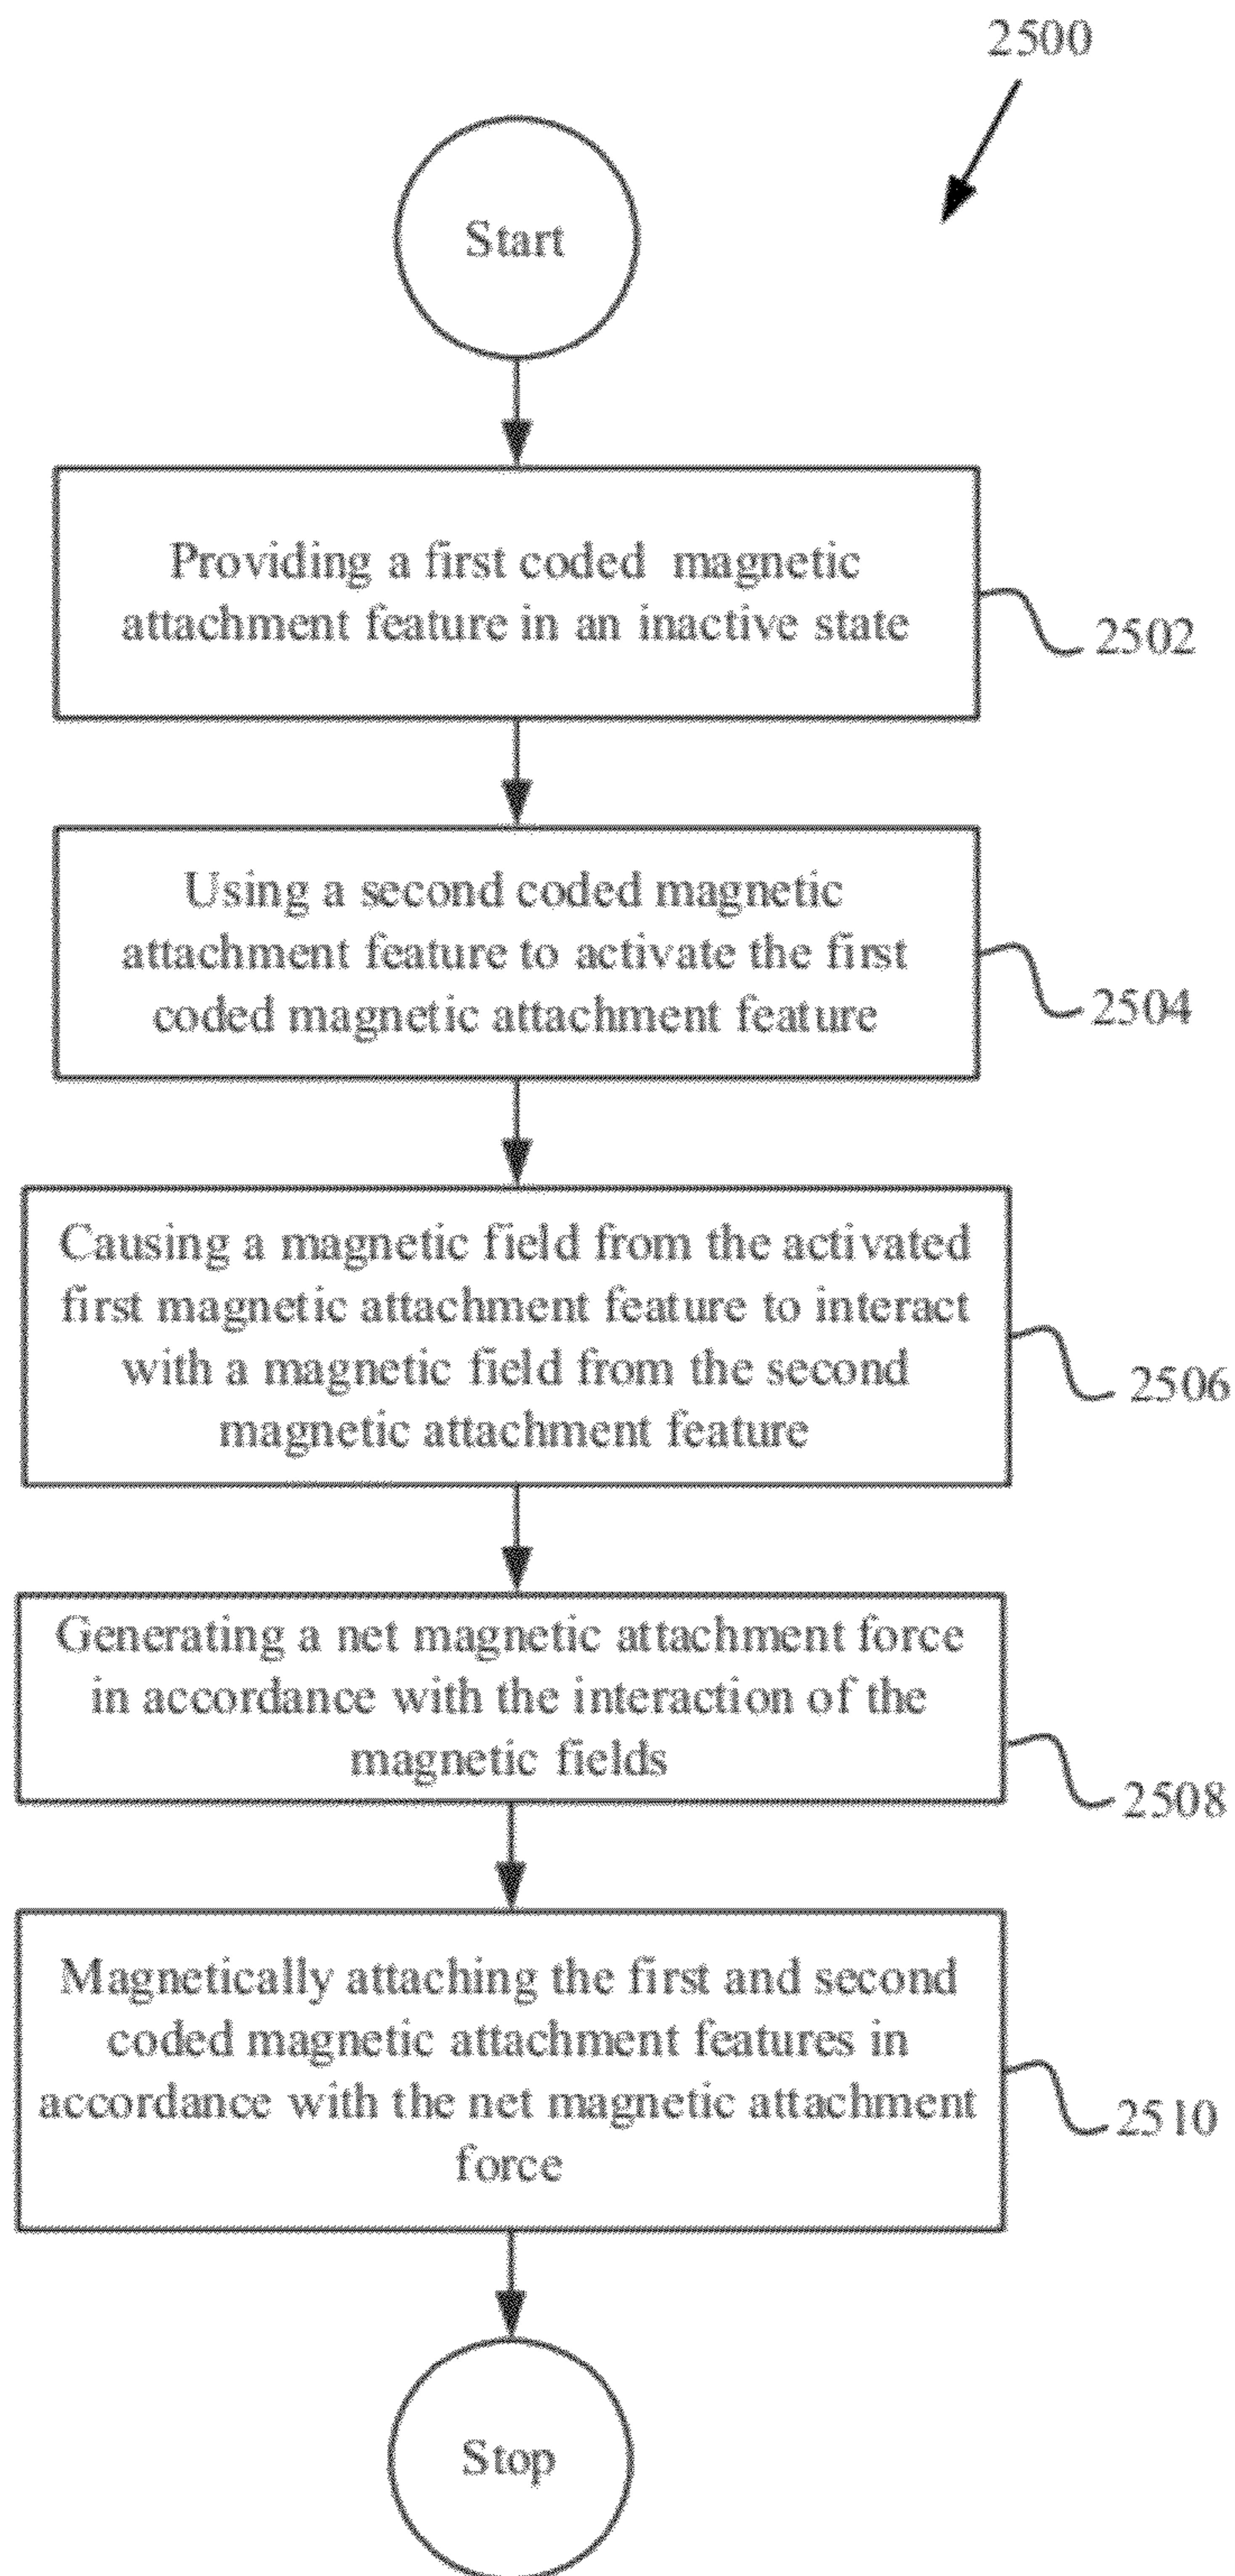 2500
Start
Providing a first coded magnetic
attachment feature in an inactive state
2502
Using a second coded magnetic
attachment feature to activate the first
coded magnetic attachment feature
2504
Causing a magnetic field from the activated
first magnetic attachment feature to interact
with a magnetic field from the second
magnetic attachment feature
2506
Generating a net magnetic attachment force
in accordance with the interaction of the
magnetic fields
2508
Magnetically attaching the first and second
coded magnetic attachment features in
accordance with the net magnetic attachment
force
2510
Stop